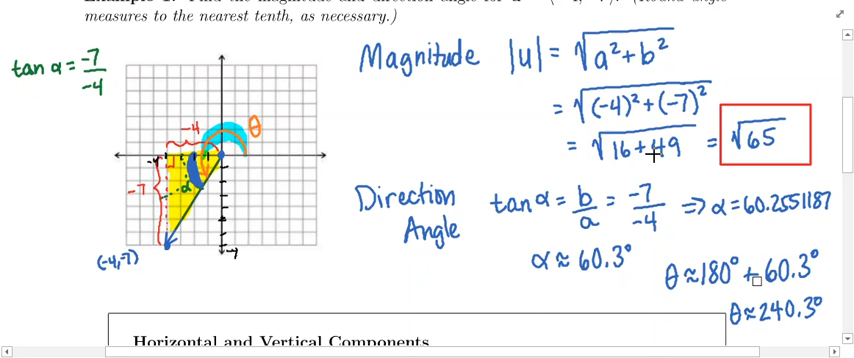 measures to the nearest tenth, as necessary.)
tan α = -7/-4
Magnitude |u| = √a²+b²
= √(-4)²+(-7)²
= √16+49 = √65
-4
θ
-4
-7
α
(-4,-7)
-7
Direction Angle
tan α = b/a = -7/-4 ⇒ α = 60.2551187
α ≈ 60.3°
θ ≈ 180° + 60.3°
θ ≈ 240.3°
Horizontal and Vertical Components